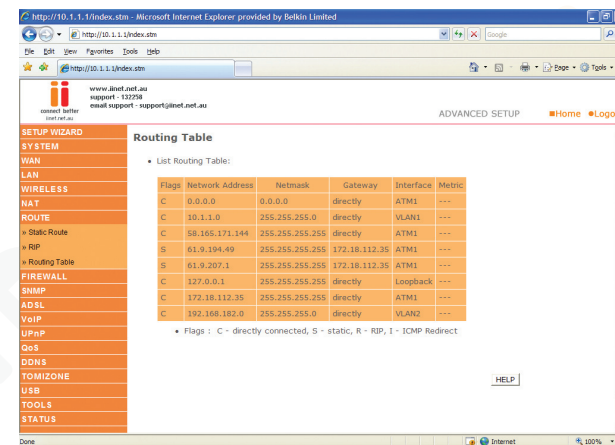 http://10.1.1.1/index.stm - Microsoft Internet Explorer provided by Belkin Limited
http://10.1.1.1/index.stm
Google
File Edit View Favorites Tools Help
http://10.1.1.1/index.stm
Page Tools
connect better
iinet.net.au
www.iinet.net.au
support - 132258
email support - support@iinet.net.au
ADVANCED SETUP Home Logo
SETUP WIZARD
SYSTEM
WAN
LAN
WIRELESS
NAT
ROUTE
» Static Route
» RIP
» Routing Table
FIREWALL
SNMP
ADSL
VoIP
UPnP
QoS
DDNS
TOMIZONE
USB
TOOLS
STATUS
Routing Table
• List Routing Table:
Flags Network Address Netmask Gateway Interface Metric
C 0.0.0.0 0.0.0.0 directly ATM1 ---
C 10.1.1.0 255.255.255.0 directly VLAN1 ---
C 58.165.171.144 255.255.255.255 directly ATM1 ---
S 61.9.194.49 255.255.255.255 172.18.112.35 ATM1 ---
S 61.9.207.1 255.255.255.255 172.18.112.35 ATM1 ---
C 127.0.0.1 255.255.255.255 directly Loopback ---
C 172.18.112.35 255.255.255.255 directly ATM1 ---
C 192.168.182.0 255.255.255.0 directly VLAN2 ---
• Flags : C - directly connected, S - static, R - RIP, I - ICMP Redirect
HELP
Done
Internet
100%